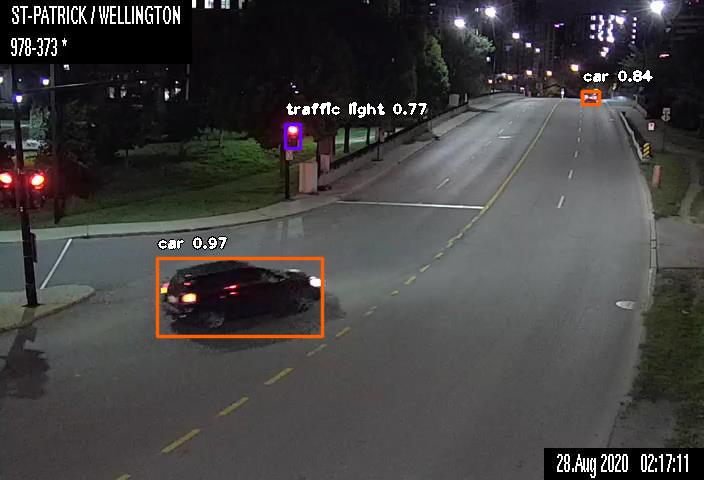 ST-PATRICK / WELLINGTON
978-373 *
car 0.84
traffic light 0.77
car 0.97
28.Aug 2020 02:17:11